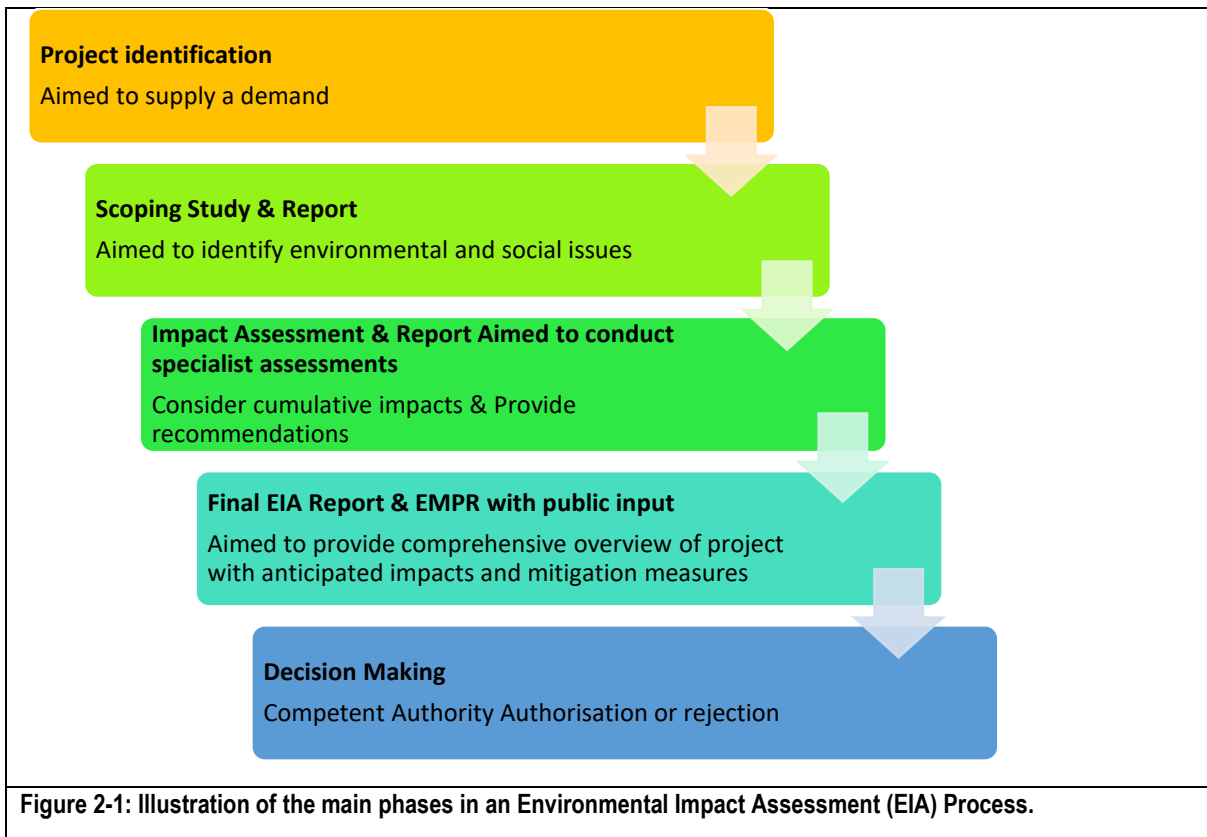 Project identification
Aimed to supply a demand
Scoping Study & Report
Aimed to identify environmental and social issues
Impact Assessment & Report Aimed to conduct
specialist assessments
Consider cumulative impacts & Provide
recommendations
Final EIA Report & EMPR with public input
Aimed to provide comprehensive overview of project
with anticipated impacts and mitigation measures
Decision Making
Competent Authority Authorisation or rejection
Figure 2-1: Illustration of the main phases in an Environmental Impact Assessment (EIA) Process.